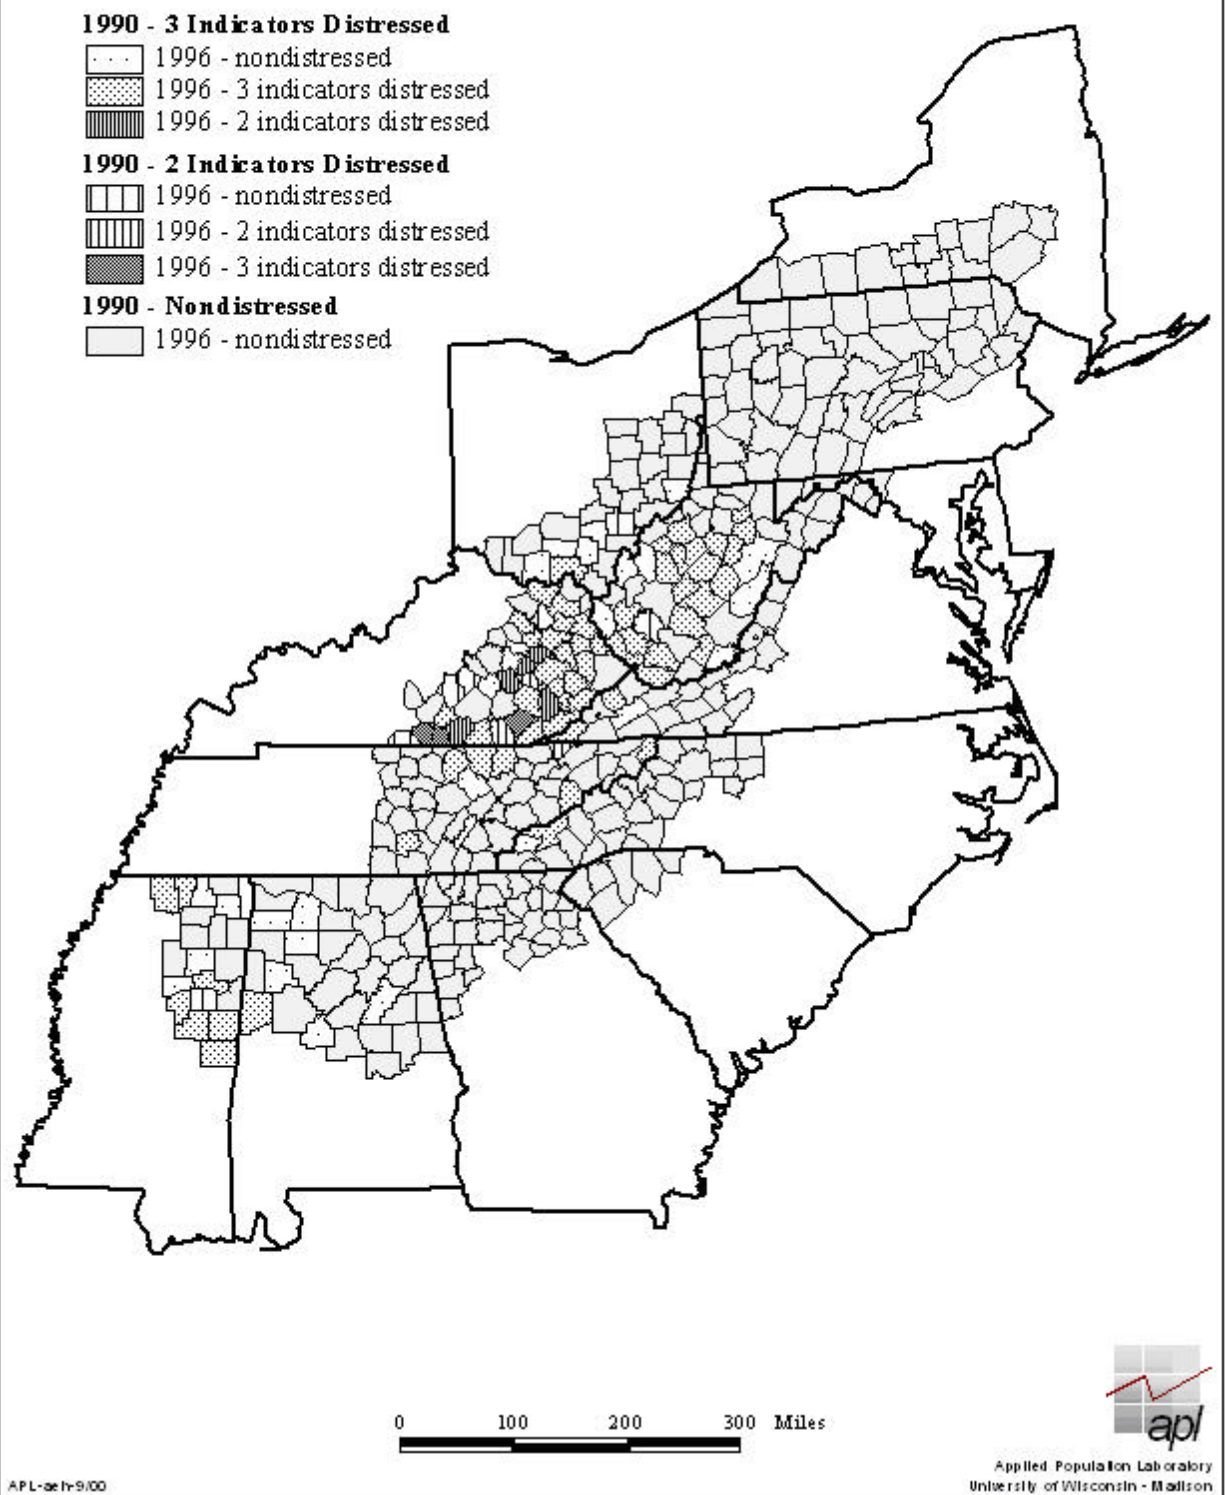 1990 - 3 Indicators Distressed
1996 - nondistressed
1996 - 3 indicators distressed
1996 - 2 indicators distressed
1990 - 2 Indicators Distressed
1996 - nondistressed
1996 - 2 indicators distressed
1996 - 3 indicators distressed
1990 - Nondistressed
1996 - nondistressed
0 100 200 300 Miles
apl
Applied Population Laboratory
University of Wisconsin - Madison
APL-aeh-9/00